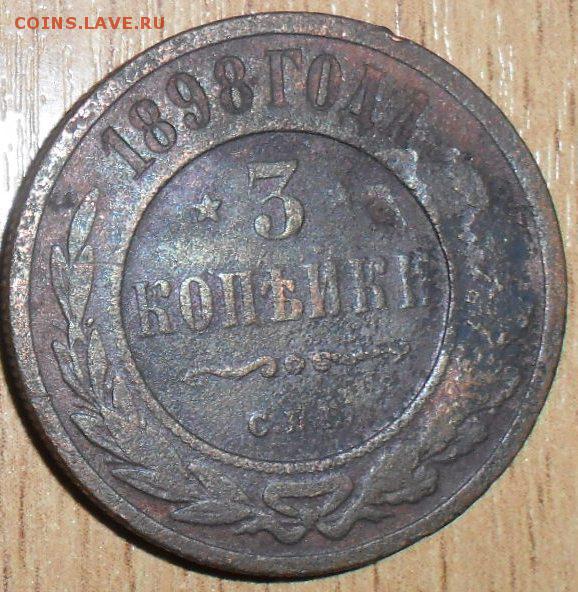 COINS.LAVE.RU
1898 ГОДА
3
КОПѢЙКИ
С.П.Б.